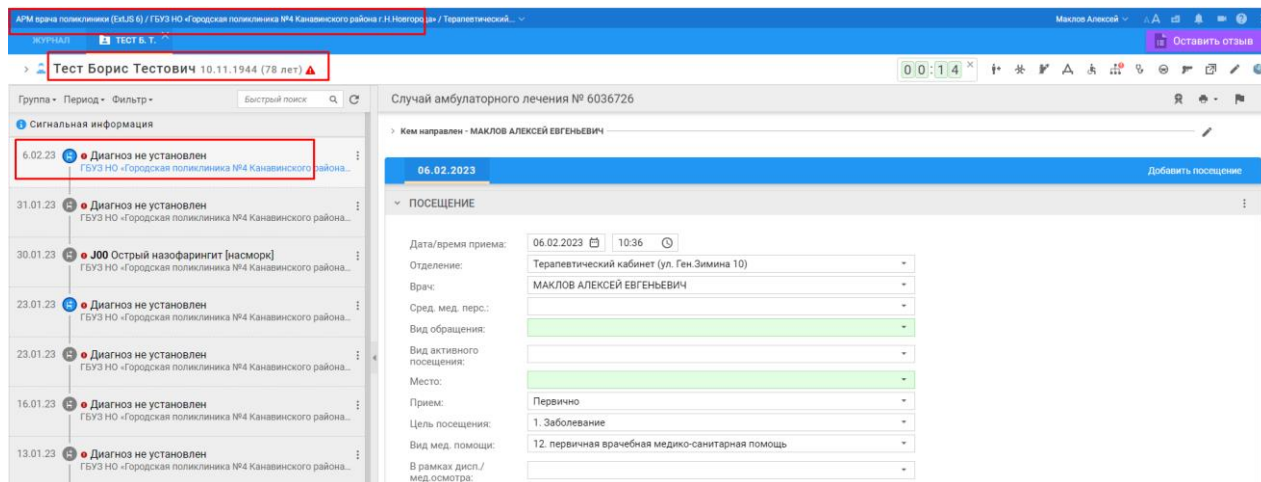 АРМ врача поликлиники (ExtJS 6) / ГБУЗ НО «Городская поликлиника №4 Канавинского района г.Н.Новгорода» / Терапевтический...
Маклов Алексей
АА
ЖУРНАЛ
ТЕСТ Б. Т.
Оставить отзыв
Тест Борис Тестович 10.11.1944 (78 лет)
00:14
Группа Период Фильтр
Быстрый поиск
Сигнальная информация
6.02.23 Диагноз не установлен
ГБУЗ НО «Городская поликлиника №4 Канавинского района...
31.01.23 Диагноз не установлен
ГБУЗ НО «Городская поликлиника №4 Канавинского района...
30.01.23 J00 Острый назофарингит [насморк]
ГБУЗ НО «Городская поликлиника №4 Канавинского района...
23.01.23 Диагноз не установлен
ГБУЗ НО «Городская поликлиника №4 Канавинского района...
23.01.23 Диагноз не установлен
ГБУЗ НО «Городская поликлиника №4 Канавинского района...
16.01.23 Диагноз не установлен
ГБУЗ НО «Городская поликлиника №4 Канавинского района...
13.01.23 Диагноз не установлен
ГБУЗ НО «Городская поликлиника №4 Канавинского района...
Случай амбулаторного лечения № 6036726
Кем направлен - МАКЛОВ АЛЕКСЕЙ ЕВГЕНЬЕВИЧ
06.02.2023
Добавить посещение
ПОСЕЩЕНИЕ
Дата/время приема: 06.02.2023 10:36
Отделение: Терапевтический кабинет (ул. Ген.Зимина 10)
Врач: МАКЛОВ АЛЕКСЕЙ ЕВГЕНЬЕВИЧ
Сред. мед. перс.:
Вид обращения:
Вид активного
посещения:
Место:
Прием: Первично
Цель посещения: 1. Заболевание
Вид мед. помощи: 12. первичная врачебная медико-санитарная помощь
В рамках дисп./
мед.осмотра: